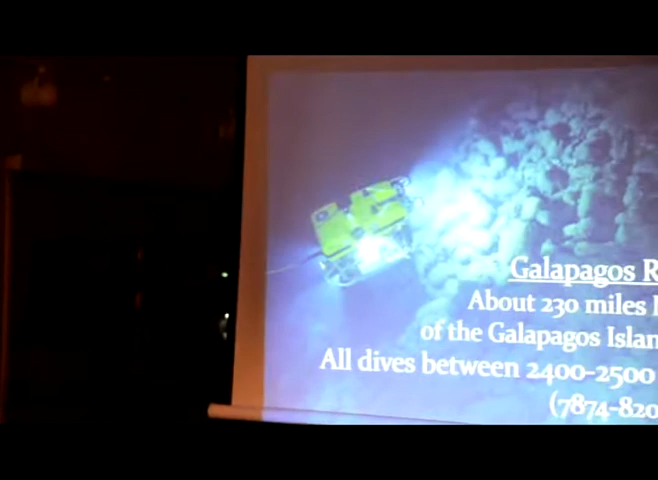 Galapagos R
About 230 miles
of the Galapagos Islan
All dives between 2400-2500
(7874-820